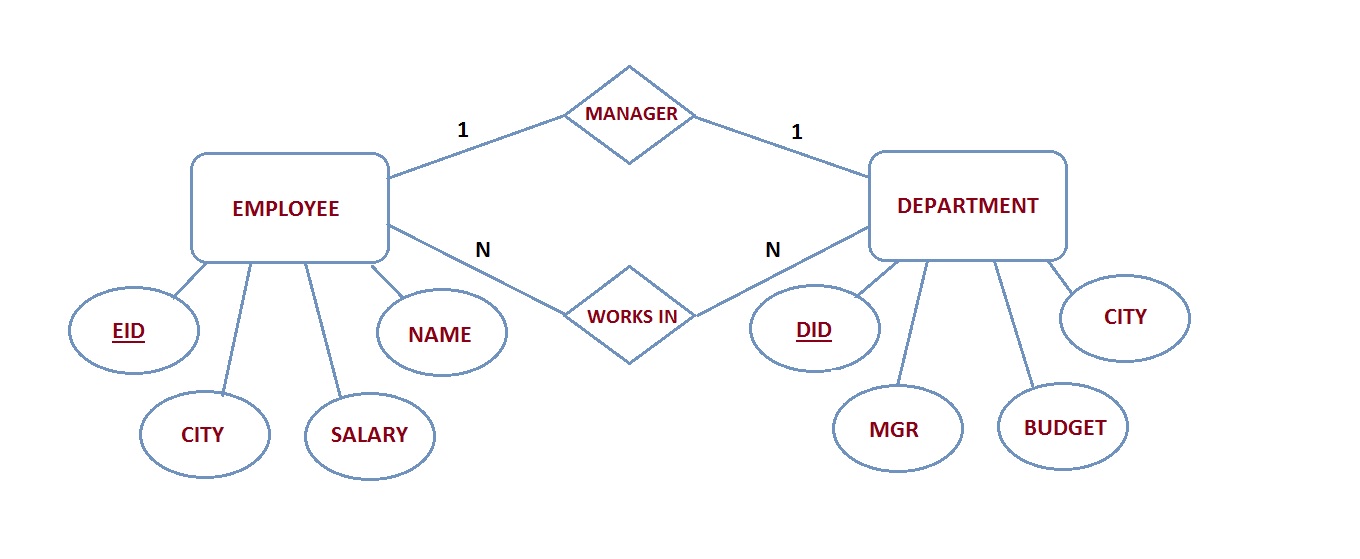 MANAGER
1
1
EMPLOYEE
DEPARTMENT
N
N
WORKS IN
EID
NAME
DID
CITY
CITY
SALARY
MGR
BUDGET